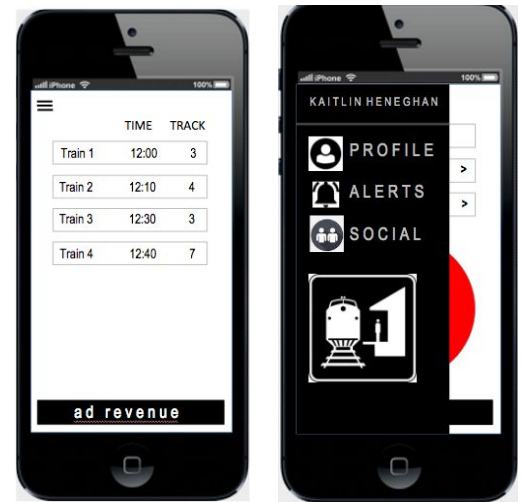 iPhone 100%
TIME TRACK
Train 1 12:00 3
Train 2 12:10 4
Train 3 12:30 3
Train 4 12:40 7
ad revenue
iPhone 100%
KAITLIN HENEGHAN
PROFILE
>
ALERTS
>
SOCIAL